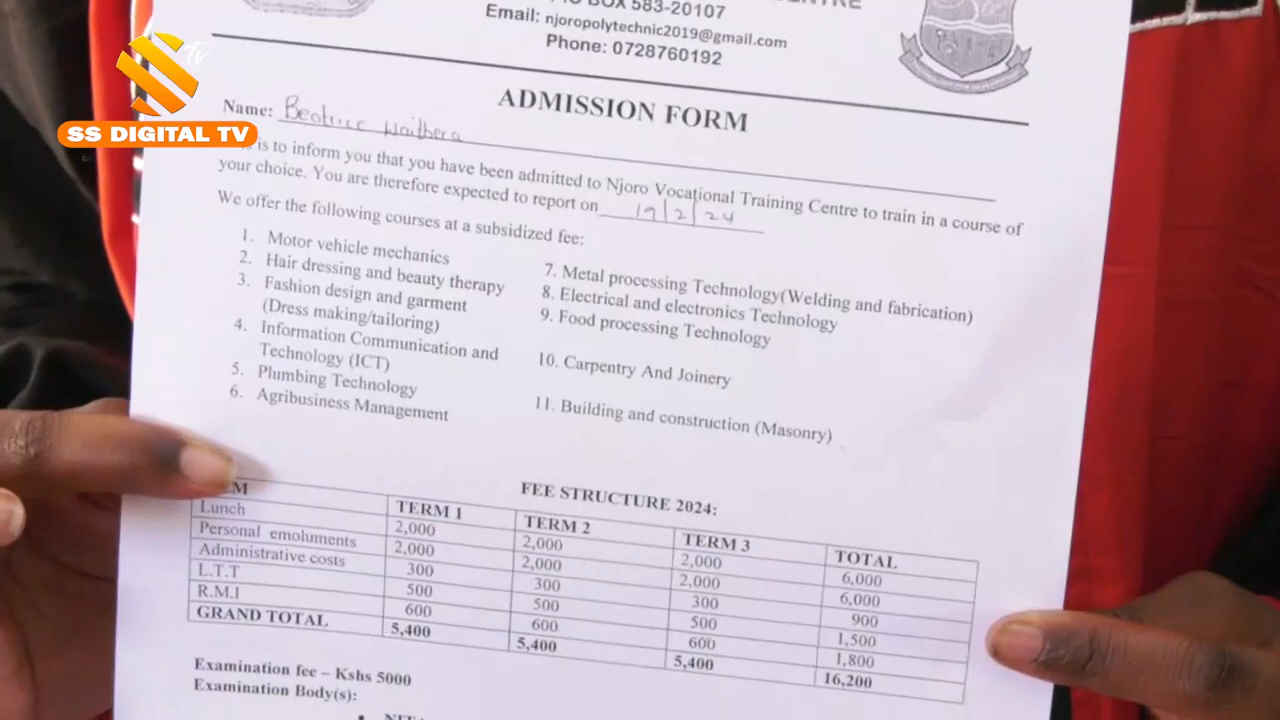 CENTRE
BOX 583-20107
Email: njoropolytechnic2019@gmail.com
Phone: 0728760192
Tv
SS DIGITAL TV
ADMISSION FORM
Name: Beatrice Waithera
is to inform you that you have been admitted to Njoro Vocational Training Centre to train in a course of
your choice. You are therefore expected to report on 19/2/24
We offer the following courses at a subsidized fee:
1. Motor vehicle mechanics
2. Hair dressing and beauty therapy
3. Fashion design and garment
(Dress making/tailoring)
4. Information Communication and
Technology (ICT)
5. Plumbing Technology
6. Agribusiness Management
7. Metal processing Technology(Welding and fabrication)
8. Electrical and electronics Technology
9. Food processing Technology
10. Carpentry And Joinery
11. Building and construction (Masonry)
FEE STRUCTURE 2024:
TERM 1 TERM 2 TERM 3 TOTAL
Lunch 2,000 2,000 2,000 6,000
Personal emoluments 2,000 2,000 2,000 6,000
Administrative costs 300 300 300 900
L.T.T 500 500 500 1,500
R.M.I 600 600 600 1,800
GRAND TOTAL 5,400 5,400 5,400 16,200
Examination fee – Kshs 5000
Examination Body(s):